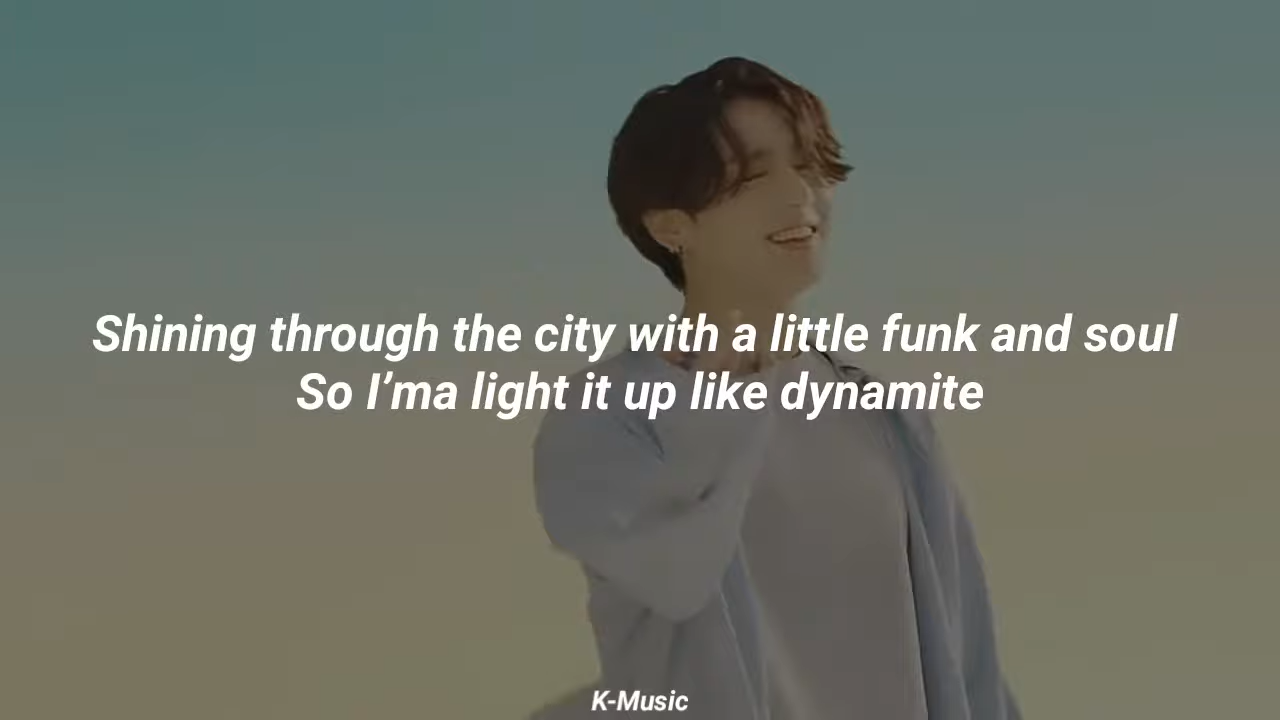 Shining through the city with a little funk and soul
So I’ma light it up like dynamite
K-Music